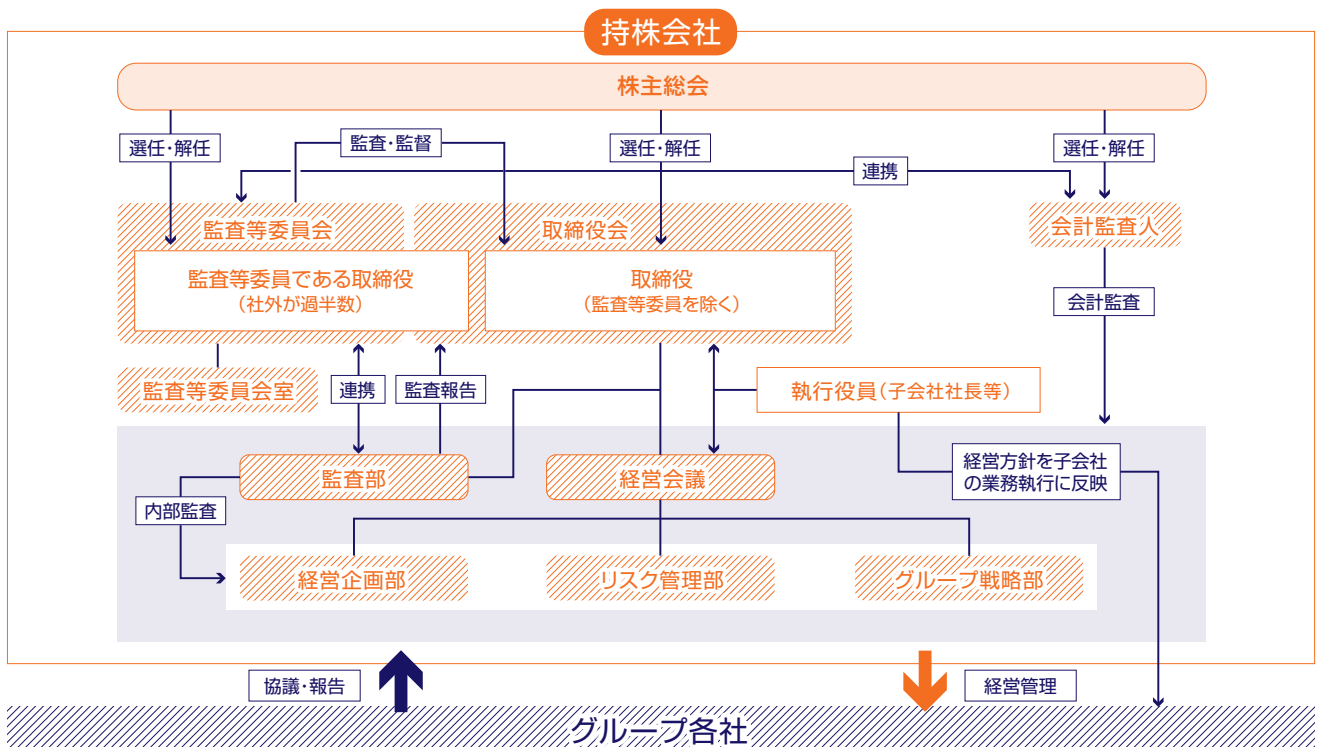 持株会社
株主総会
選任・解任
監査・監督
選任・解任
選任・解任
連携
監査等委員会
取締役会
会計監査人
監査等委員である取締役
(社外が過半数)
取締役
(監査等委員を除く)
会計監査
監査等委員会室
連携
監査報告
執行役員(子会社社長等)
監査部
経営会議
経営方針を子会社
の業務執行に反映
内部監査
経営企画部
リスク管理部
グループ戦略部
協議・報告
経営管理
グループ各社